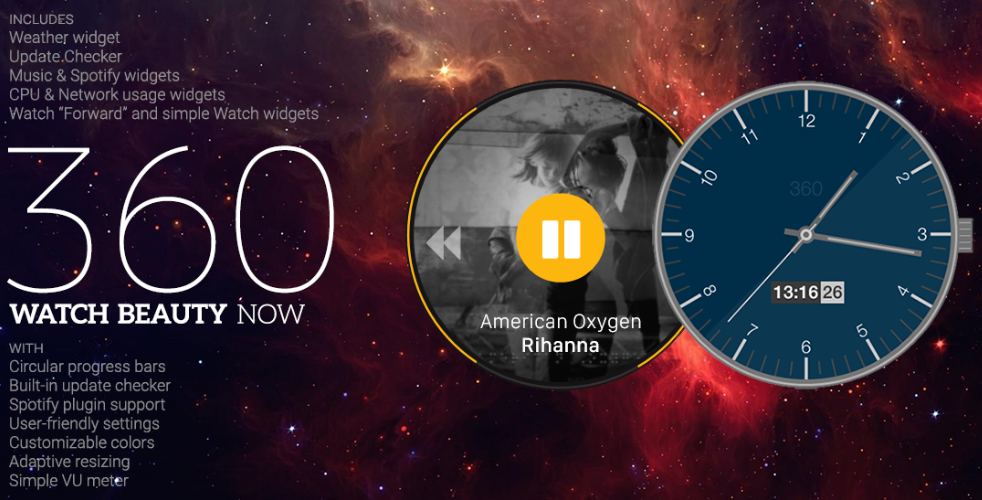 INCLUDES
Weather widget
Update Checker
Music & Spotify widgets
CPU & Network usage widgets
Watch “Forward” and simple Watch widgets
360
WATCH BEAUTY NOW
WITH
Circular progress bars
Built-in update checker
Spotify plugin support
User-friendly settings
Customizable colors
Adaptive resizing
Simple VU meter
American Oxygen
Rihanna
12
1
2
3
4
5
6
7
8
9
10
11
360
13:16 26